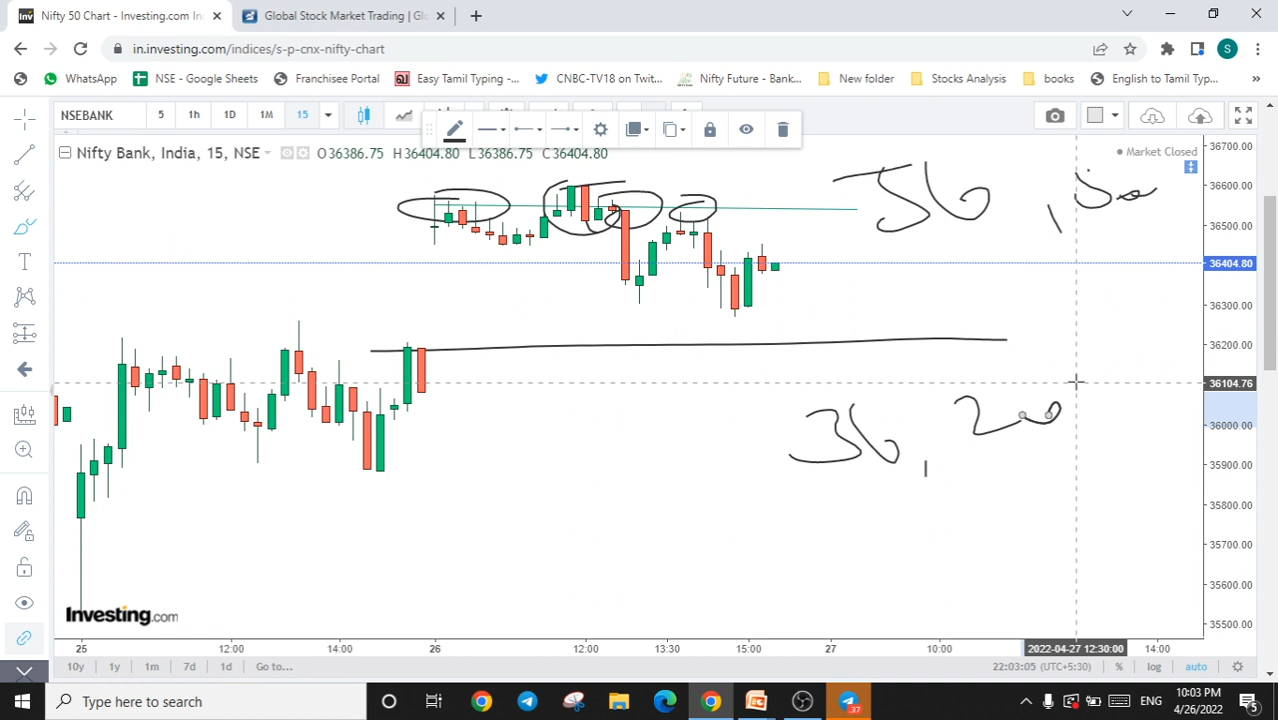 Nifty 50 Chart - Investing.com In
Global Stock Market Trading | Gl
in.investing.com/indices/s-p-cnx-nifty-chart
S
WhatsApp
NSE - Google Sheets
Franchisee Portal
Easy Tamil Typing -...
CNBC-TV18 on Twit...
Nifty Future - Bank...
New folder
Stocks Analysis
books
English to Tamil Typ...
»
NSEBANK 5 1h 1D 1M 15
Nifty Bank, India, 15, NSE O36386.75 H36404.80 L36386.75 C36404.80
Market Closed
36700.00
36600.00
36500.00
36404.80
36300.00
36200.00
36104.76
36000.00
35900.00
35800.00
35700.00
35600.00
35500.00
36, 200
Investing.com
25 12:00 14:00 26 12:00 13:30 15:00 27 10:00 2022-04-27 12:30:00 14:00
10y 1y 1m 7d 1d Go to... 22:03:05 (UTC+5:30) % log auto
Type here to search
37
ENG
10:03 PM
4/26/2022
5